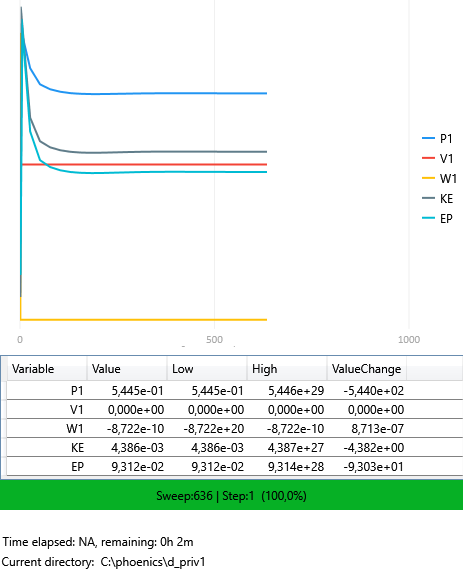 P1
V1
W1
KE
EP
0 500 1000
Variable Value Low High ValueChange
P1 5,445e-01 5,445e-01 5,446e+29 -5,440e+02
V1 0,000e+00 0,000e+00 0,000e+00 0,000e+00
W1 -8,722e-10 -8,722e+20 -8,722e-10 8,713e-07
KE 4,386e-03 4,386e-03 4,387e+27 -4,382e+00
EP 9,312e-02 9,312e-02 9,314e+28 -9,303e+01
Sweep:636 | Step:1 (100,0%)
Time elapsed: NA, remaining: 0h 2m
Current directory: C:\phoenics\d_priv1